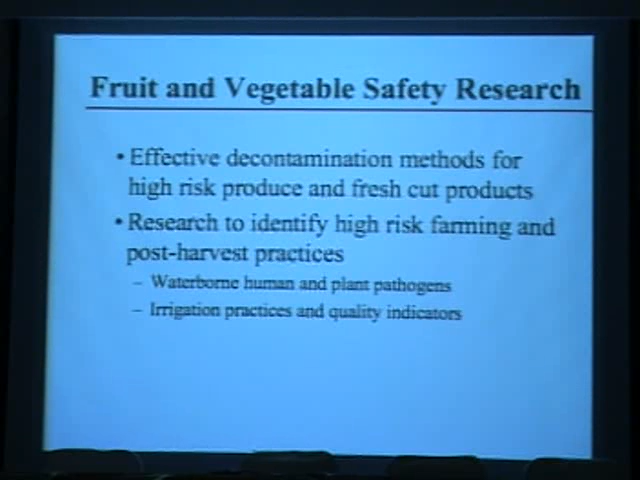 Fruit and Vegetable Safety Research
• Effective decontamination methods for
high risk produce and fresh cut products
• Research to identify high risk farming and
post-harvest practices
– Waterborne human and plant pathogens
– Irrigation practices and quality indicators